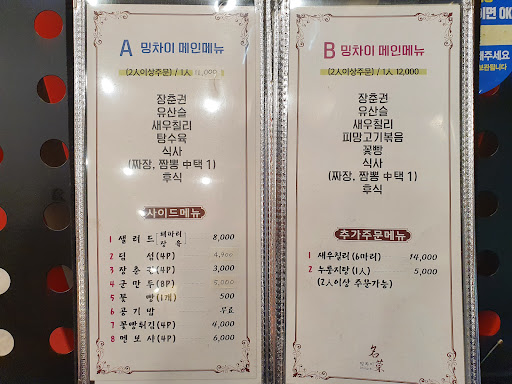 A 밍차이 메인메뉴
(2人이상주문) / 1人
장춘권
유산슬
새우칠리
탕수육
식사
(짜장, 짬뽕 中택 1)
후식
사이드메뉴
1 샐러드 8,000
2 딤섬(4P)
3 장춘권(4P) 3,000
4 군만두(8P) 5,000
5 꽃빵(1개) 500
6 공기밥 무료
7 꽃빵튀김(4P) 4,000
8 멘보샤(4P) 6,000
B 밍차이 메인메뉴
(2人이상주문) / 1人 12,000
장춘권
유산슬
새우칠리
피망고기볶음
꽃빵
식사
(짜장, 짬뽕 中택 1)
후식
추가주문메뉴
1 새우칠리(6마리) 14,000
2 누룽지탕(1人) 5,000
(2人이상 주문가능)
名菜